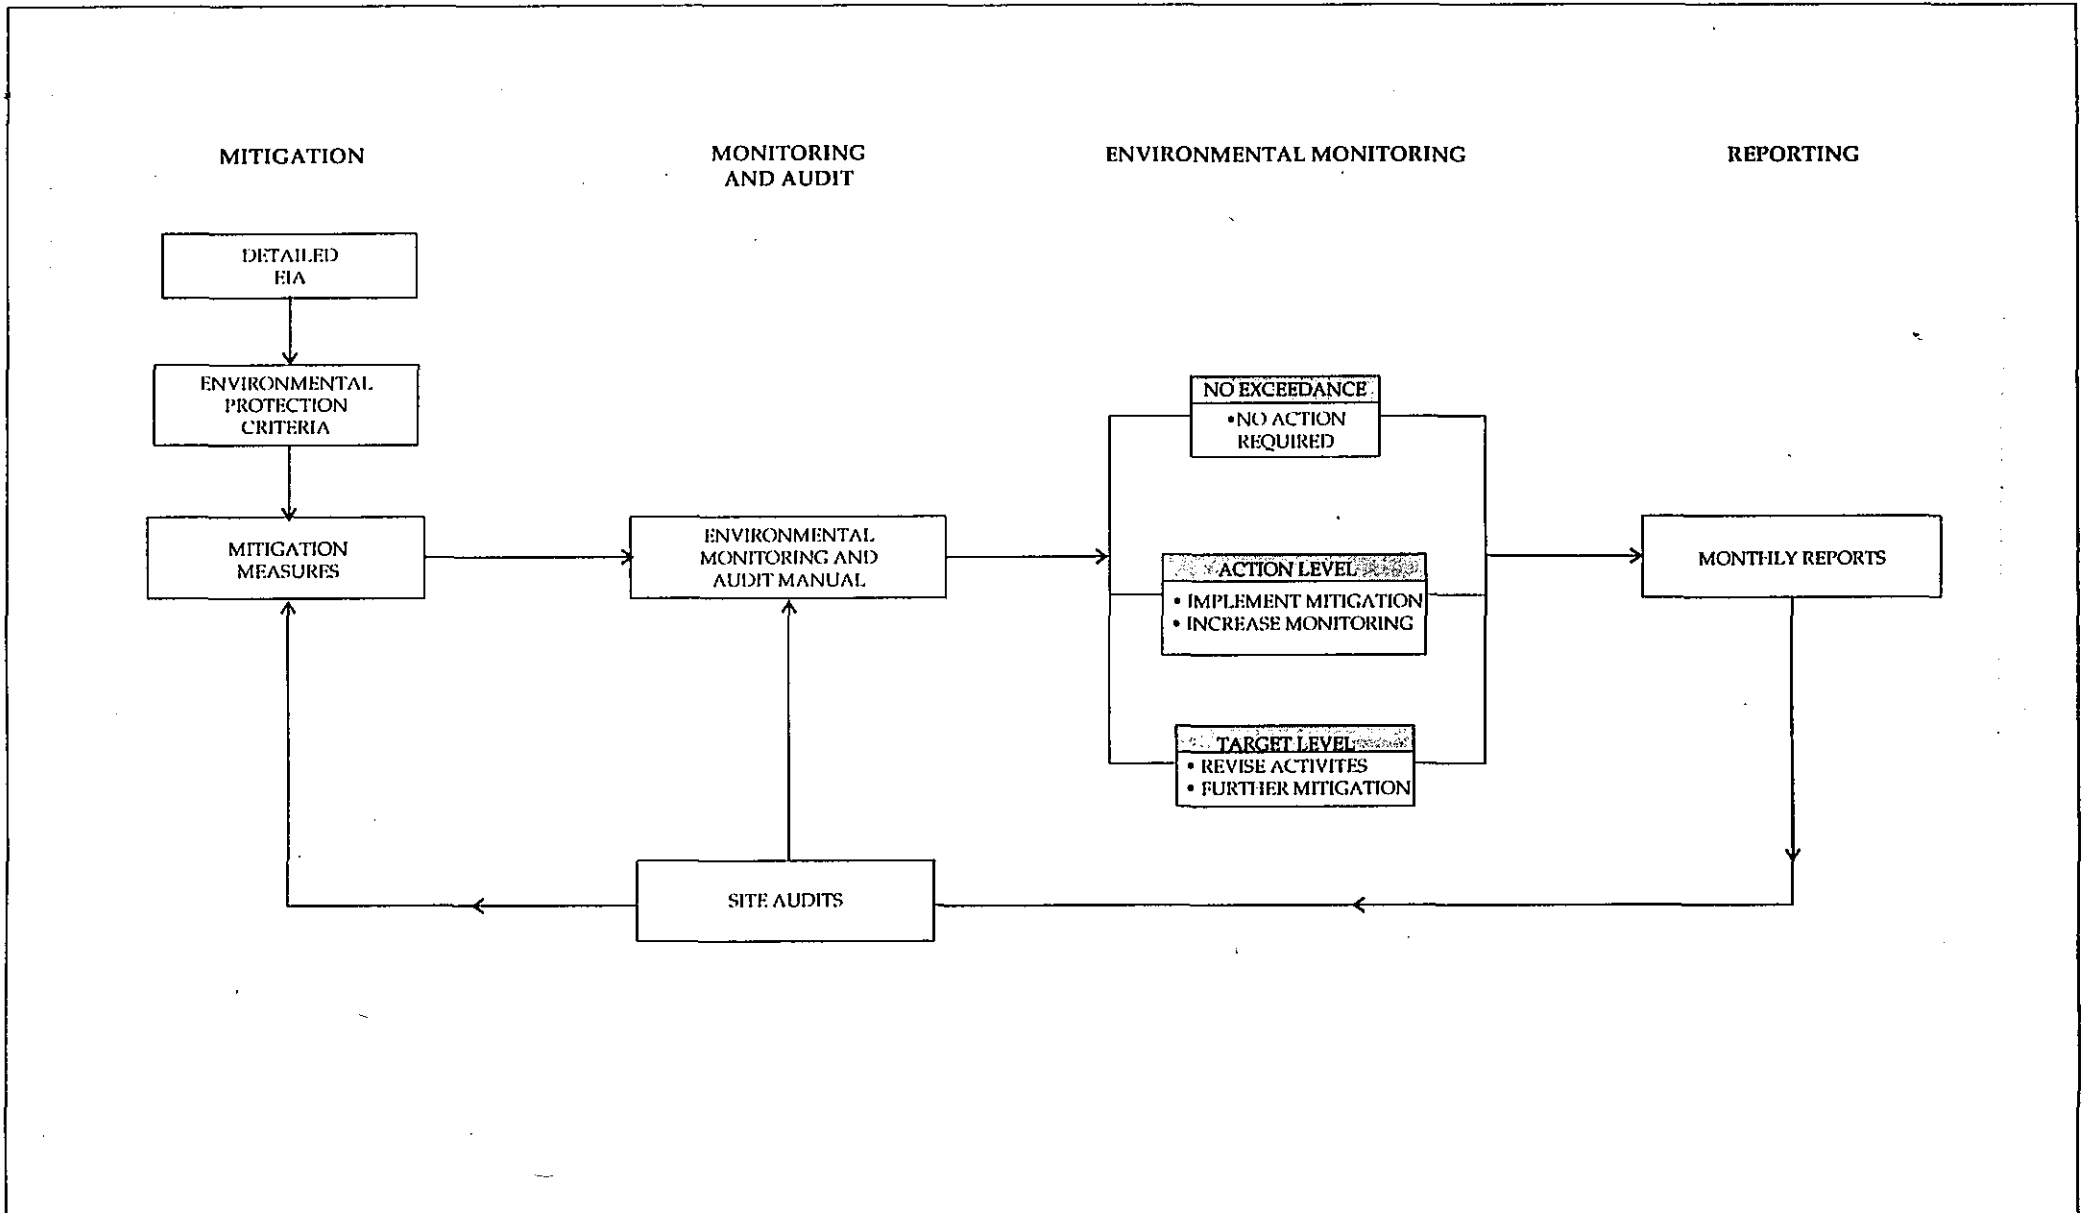 MITIGATION
MONITORING
AND AUDIT
ENVIRONMENTAL MONITORING
REPORTING
DETAILED
EIA
ENVIRONMENTAL
PROTECTION
CRITERIA
MITIGATION
MEASURES
ENVIRONMENTAL
MONITORING AND
AUDIT MANUAL
NO EXCEEDANCE
•NO ACTION
REQUIRED
ACTION LEVEL
• IMPLEMENT MITIGATION
• INCREASE MONITORING
TARGET LEVEL
• REVISE ACTIVITES
• FURTHER MITIGATION
MONTHLY REPORTS
SITE AUDITS